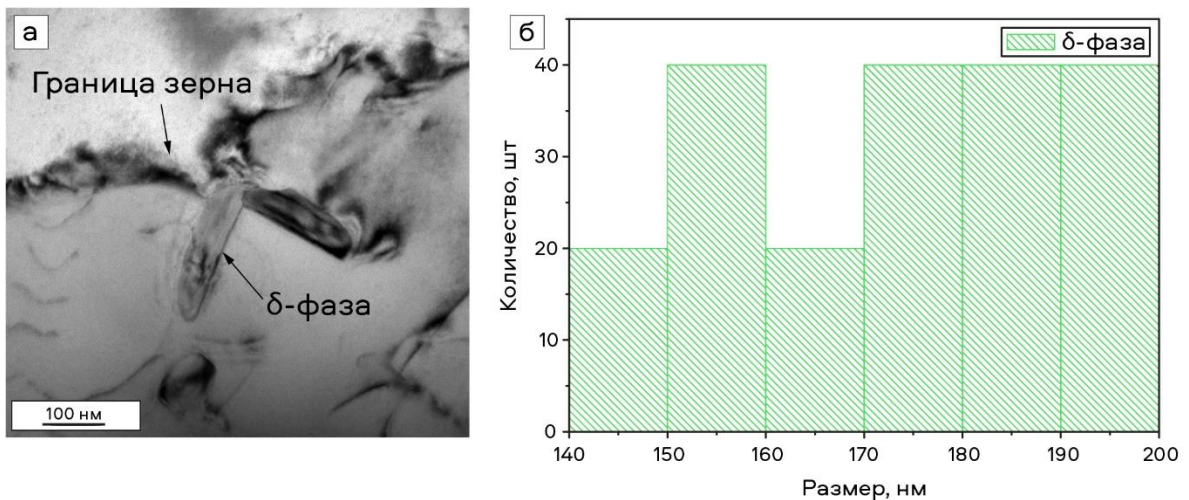 а
Граница зерна
δ-фаза
100 нм
б
δ-фаза
Количество, шт
40
30
20
10
0
140
150
160
170
180
190
200
Размер, нм